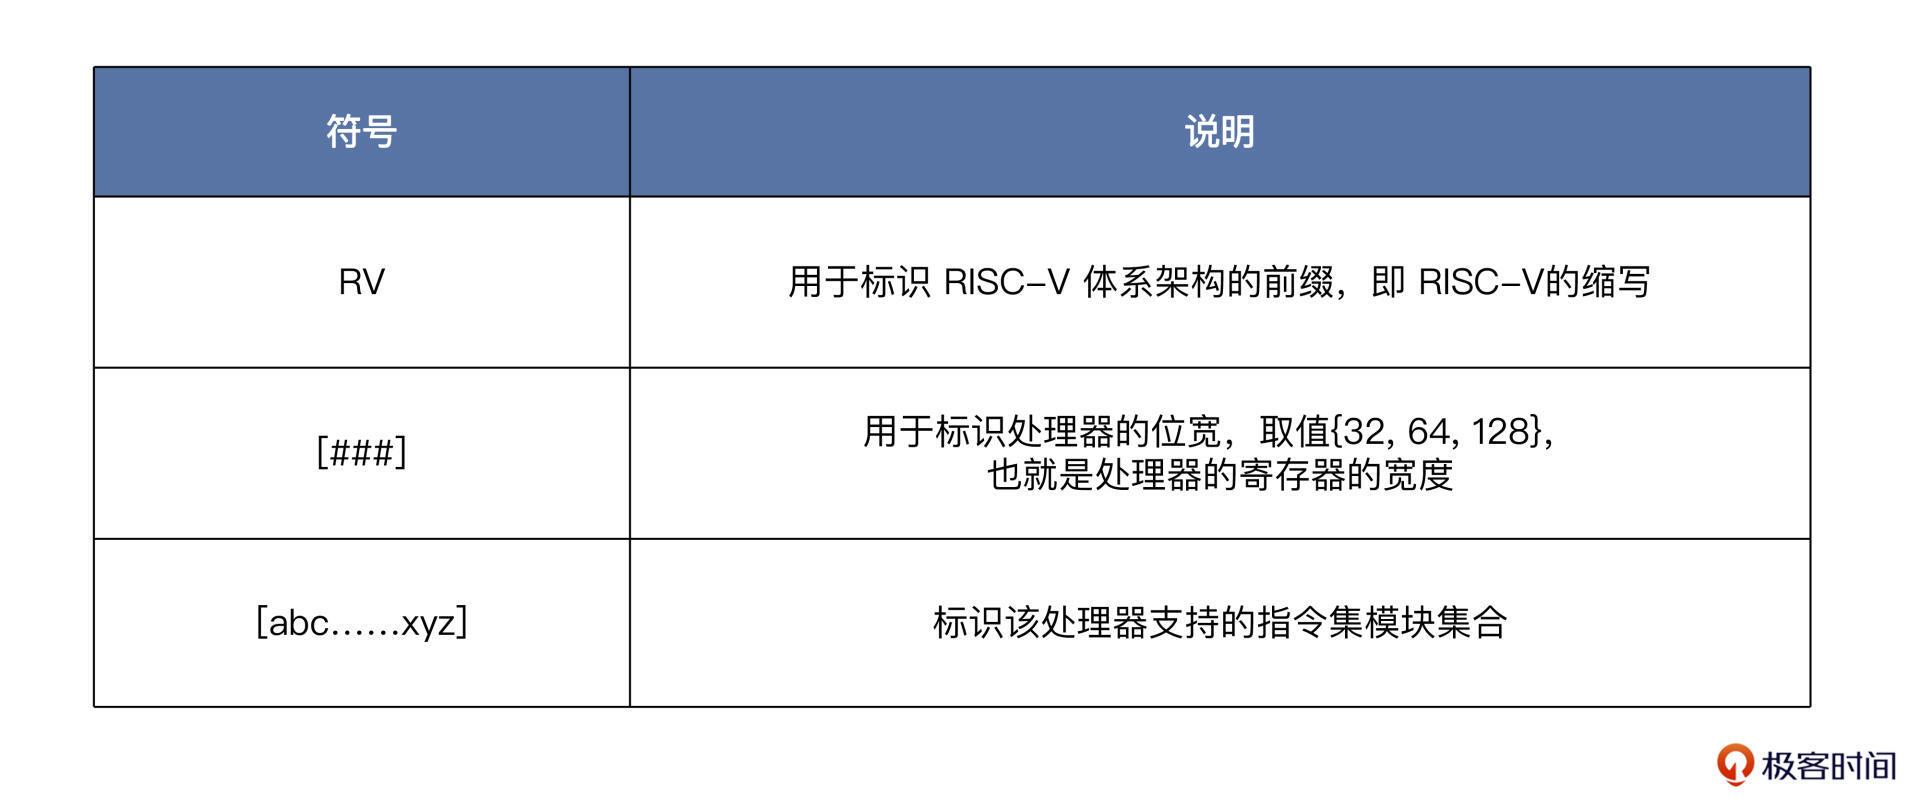 符号
说明
RV
用于标识 RISC-V 体系架构的前缀，即 RISC-V的缩写
[###]
用于标识处理器的位宽，取值{32, 64, 128}，
也就是处理器的寄存器的宽度
[abc......xyz]
标识该处理器支持的指令集模块集合
极客时间